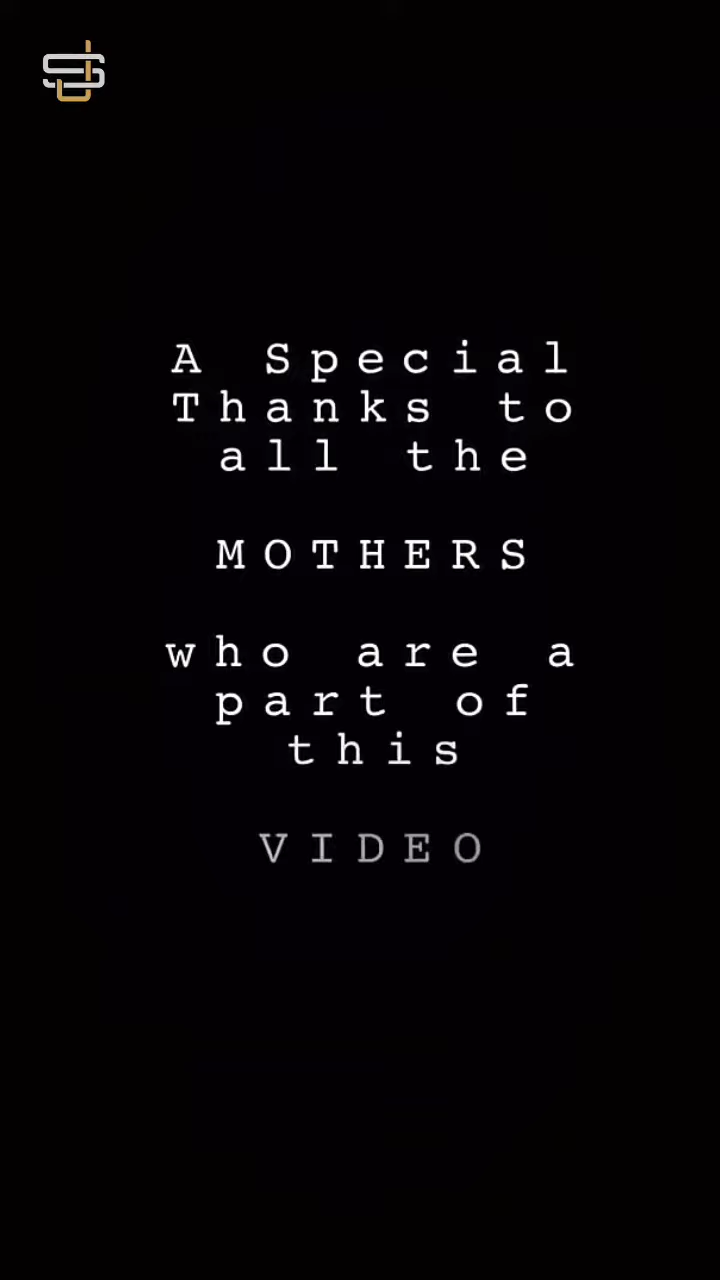 A Special
Thanks to
all the
MOTHERS
who are a
part of
this
VIDEO